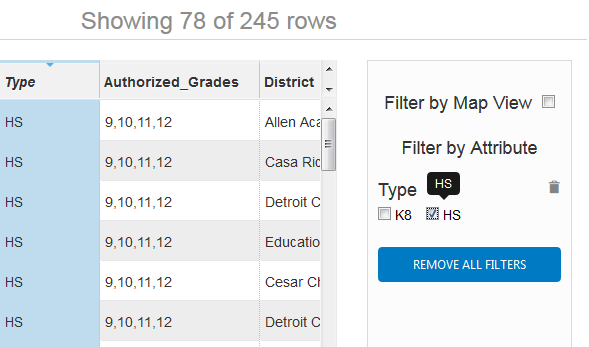 Showing 78 of 245 rows
Type Authorized_Grades District
HS 9,10,11,12 Allen Aca
HS 9,10,11,12 Casa Ric
HS 9,10,11,12 Detroit C
HS 9,10,11,12 Educatio
HS 9,10,11,12 Cesar Ch
HS 9,10,11,12 Detroit C
Filter by Map View
Filter by Attribute
HS
Type
K8 HS
REMOVE ALL FILTERS